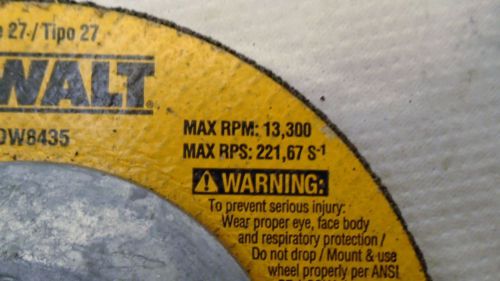 27 / Tipo 27
WALT
DW8435
MAX RPM: 13,300
MAX RPS: 221,67 S⁻¹
WARNING:
To prevent serious injury:
Wear proper eye, face body
and respiratory protection /
Do not drop / Mount & use
wheel properly per ANSI